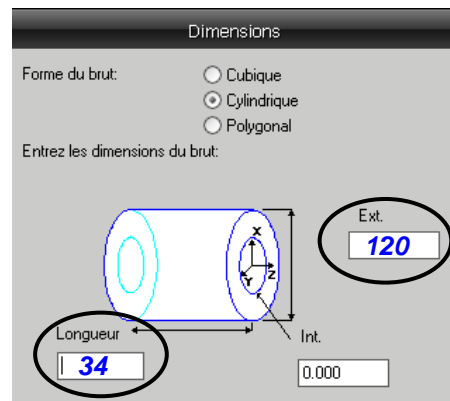 Dimensions
Forme du brut:
Cubique
Cylindrique
Polygonal
Entrez les dimensions du brut:
Ext.
120
X
Y
Z
Longueur
34
Int.
0.000